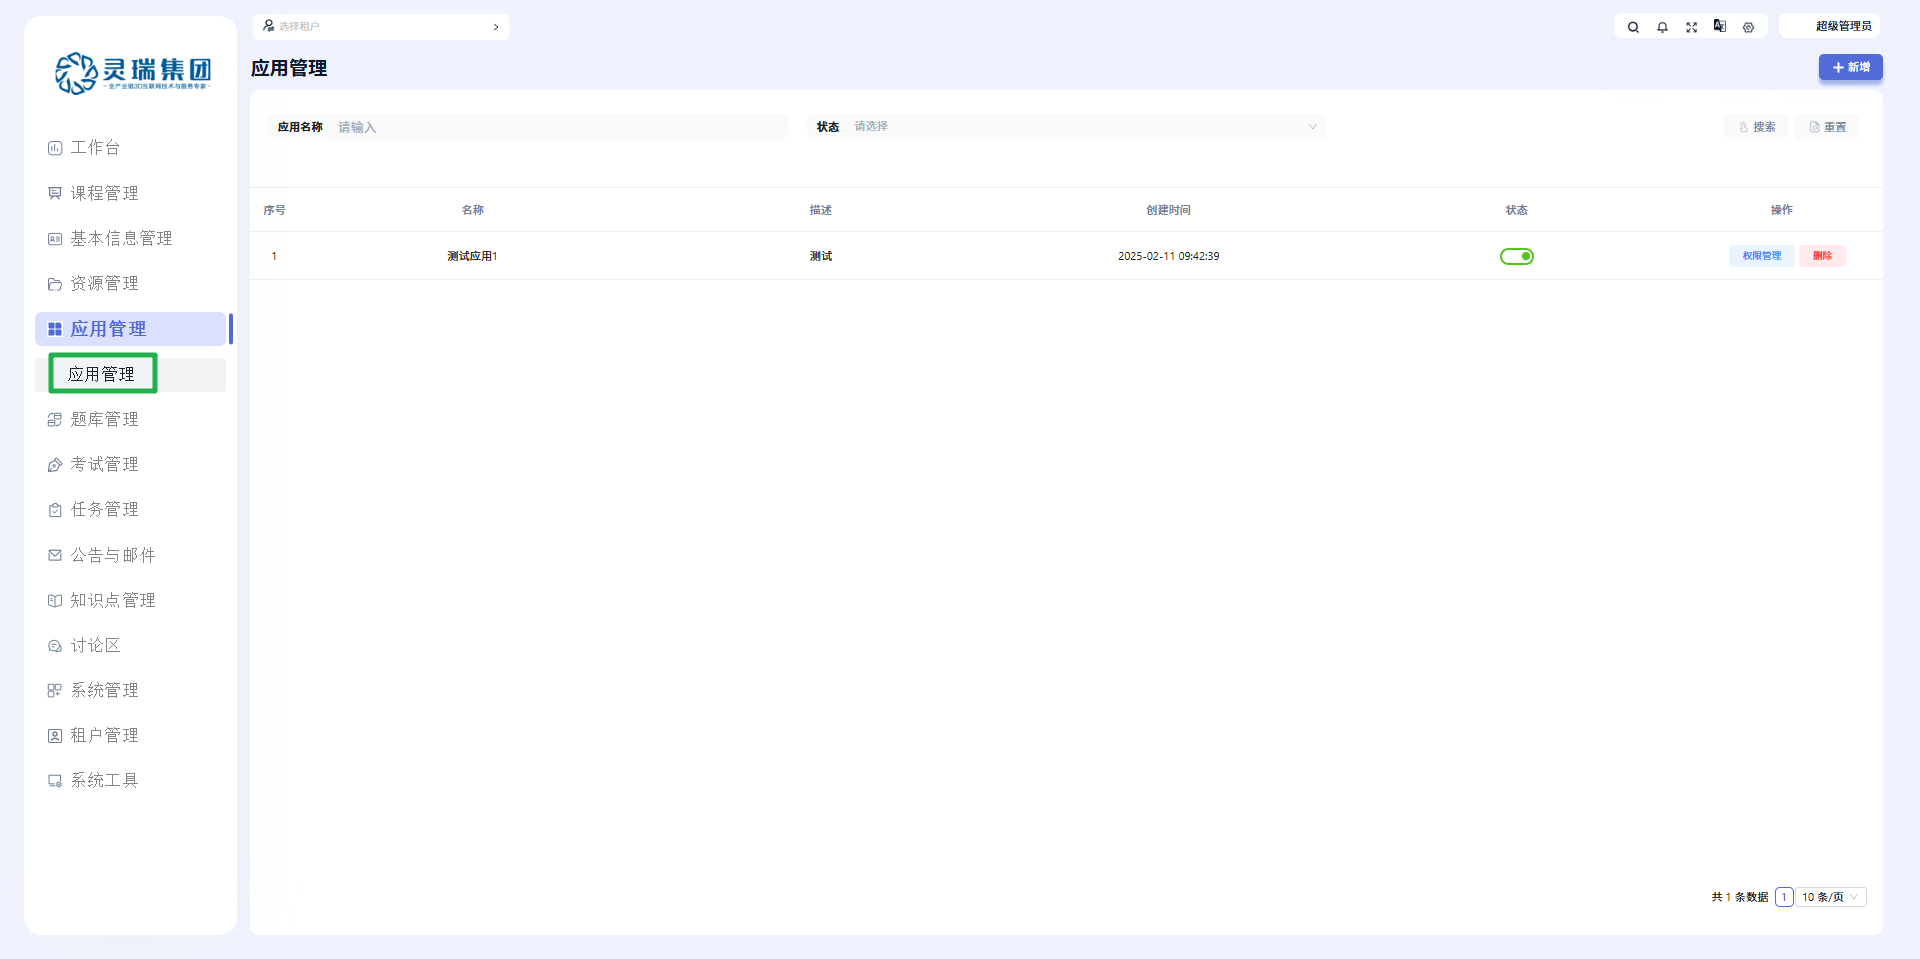 灵瑞集团
全产业链3D互联网技术与服务专家
选择租户
超级管理员
应用管理
新增
工作台
课程管理
基本信息管理
资源管理
应用管理
应用管理
题库管理
考试管理
任务管理
公告与邮件
知识点管理
讨论区
系统管理
租户管理
系统工具
应用名称 请输入 状态 请选择 搜索 重置
序号 名称 描述 创建时间 状态 操作
1 测试应用1 测试 2025-02-11 09:42:39 权限管理 删除
共 1 条数据 1 10 条/页